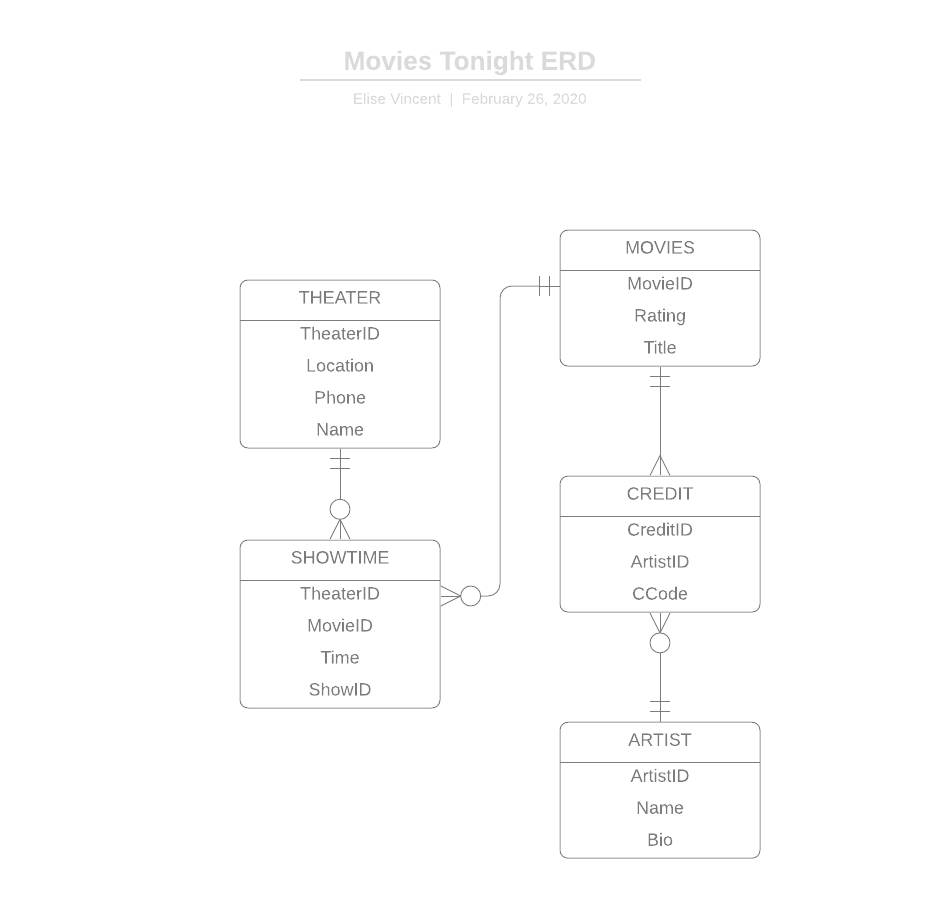 Movies Tonight ERD
Elise Vincent | February 26, 2020
MOVIES
MovieID
Rating
Title
THEATER
TheaterID
Location
Phone
Name
CREDIT
CreditID
ArtistID
CCode
SHOWTIME
TheaterID
MovieID
Time
ShowID
ARTIST
ArtistID
Name
Bio